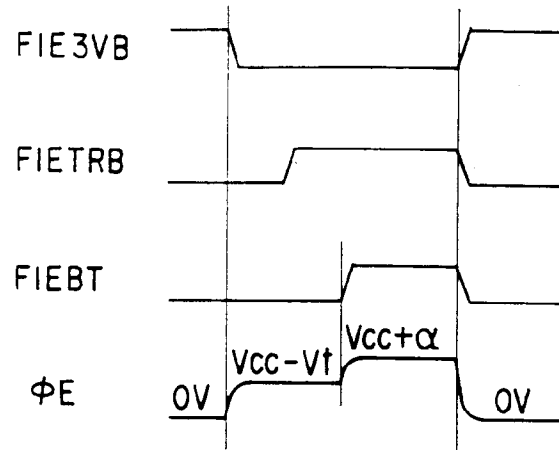 FIE3VB
FIETRB
FIEBT
Vcc-Vt Vcc+α
ΦE 0V 0V